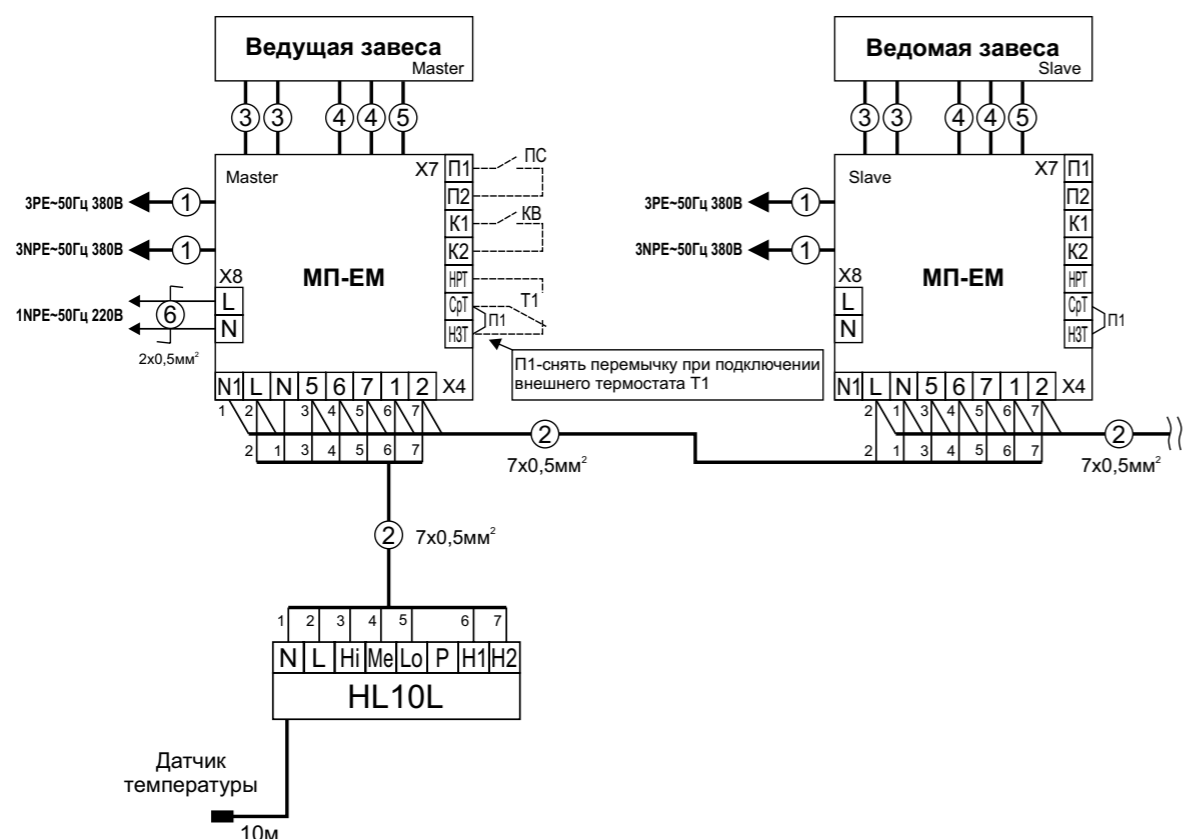 Ведущая завеса
Master
3 3 4 4 5
Master
X7
П1
П2
К1
К2
НРТ
СрТ
НЗТ
ПС
КВ
Т1
П1
3PE~50Гц 380В 1
3NPE~50Гц 380В 1
МП-ЕМ
X8
L
N
1NPE~50Гц 220В 6
2x0,5мм²
П1-снять перемычку при подключении
внешнего термостата Т1
N1 L N 5 6 7 1 2 X4
1 2 3 4 5 6 7
2 1 3 4 5 6 7
2
7x0,5мм²
Ведомая завеса
Slave
3 3 4 4 5
Slave
X7
П1
П2
К1
К2
НРТ
СрТ
НЗТ
П1
3PE~50Гц 380В 1
3NPE~50Гц 380В 1
МП-ЕМ
X8
L
N
N1 L N 5 6 7 1 2 X4
2 1 3 4 5 6 7
2 1 3 4 5 6 7
2
7x0,5мм²
2 7x0,5мм²
1 2 3 4 5 6 7
N L Hi Me Lo P H1 H2
HL10L
Датчик
температуры
10м